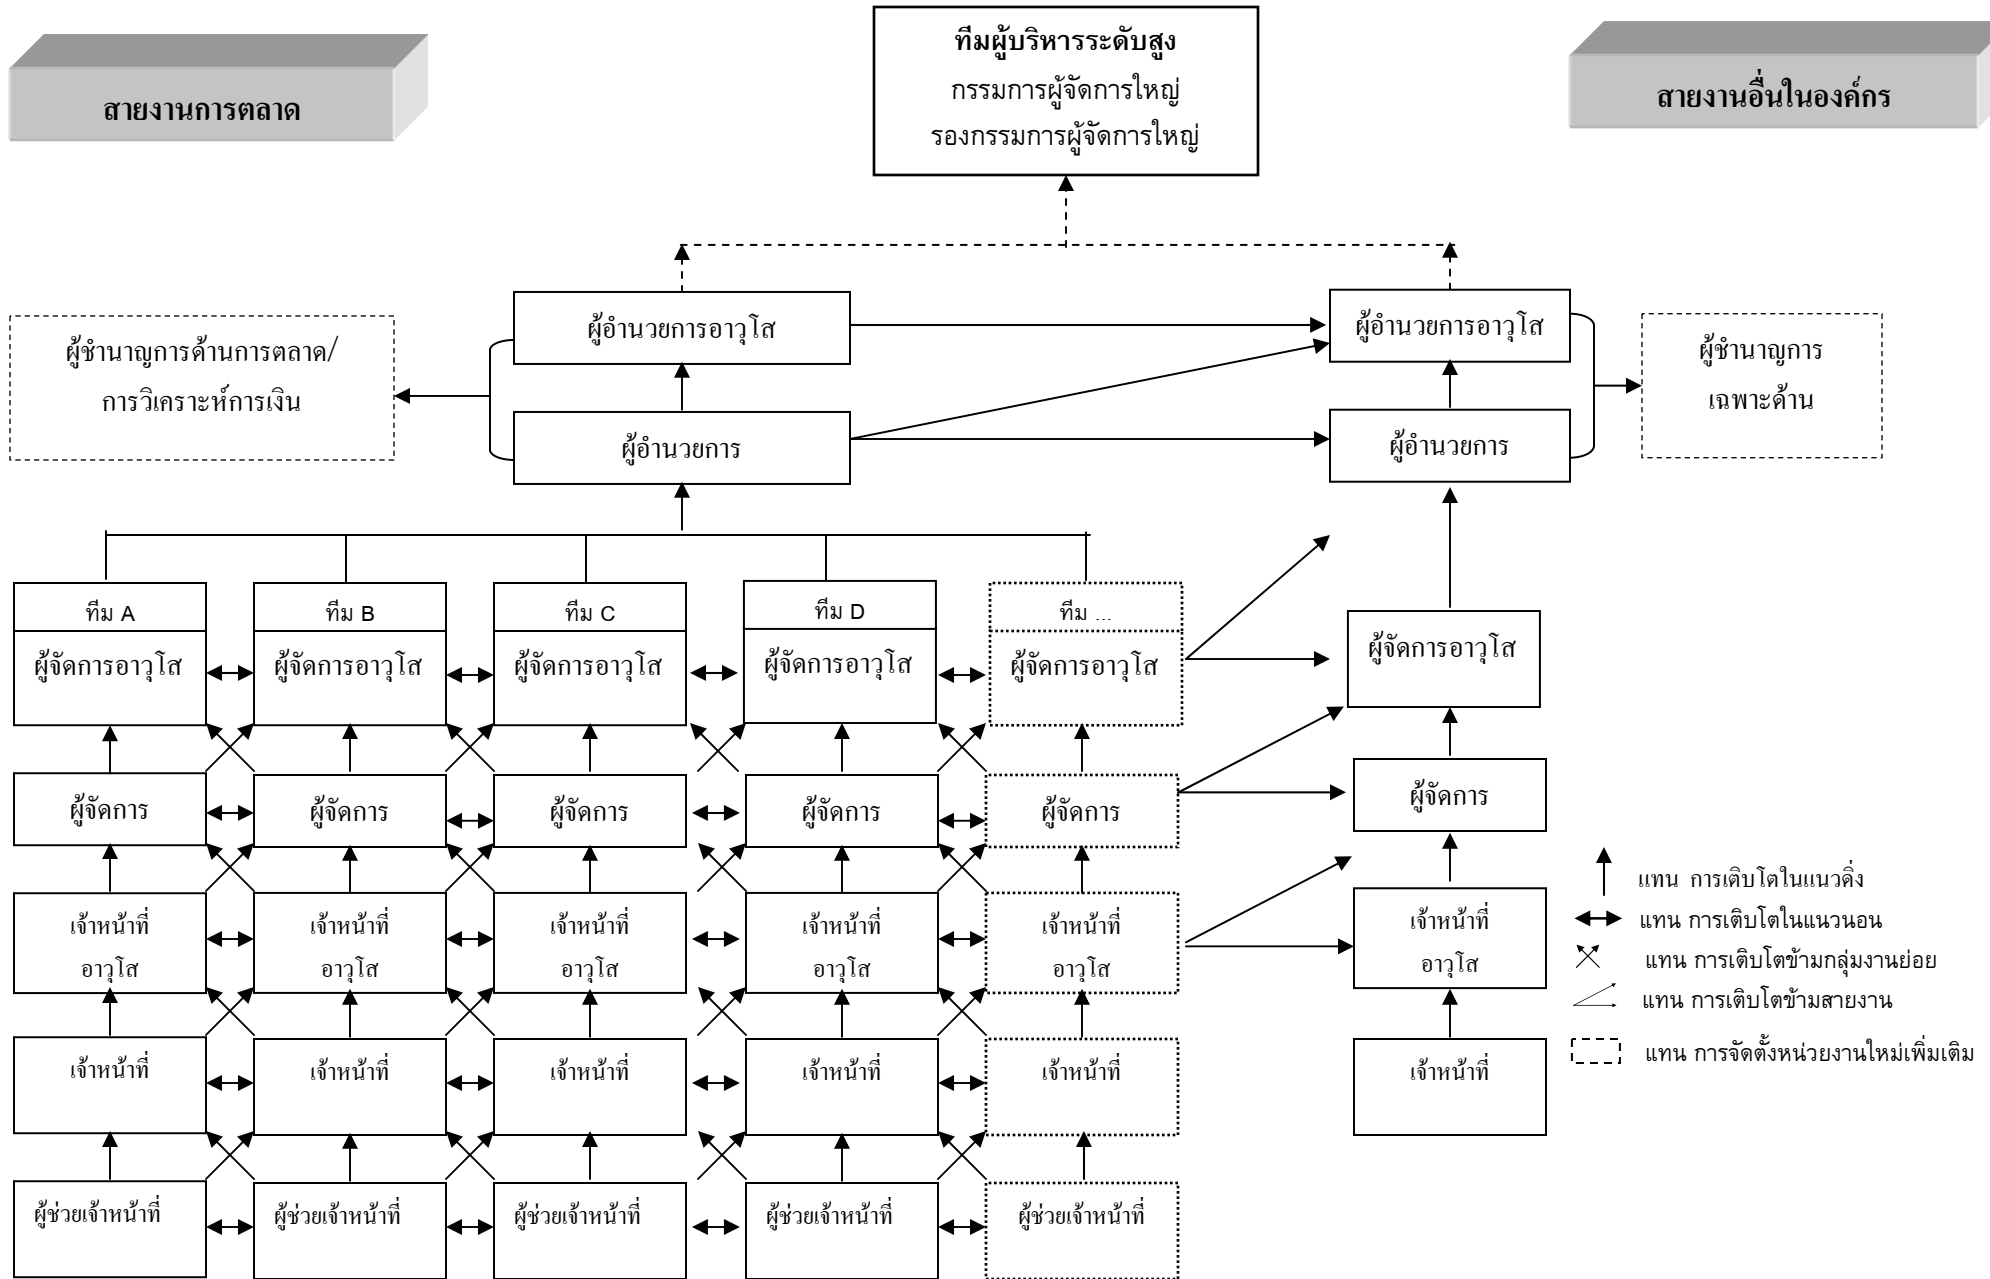 ทีมผู้บริหารระดับสูง
กรรมการผู้จัดการใหญ่
รองกรรมการผู้จัดการใหญ่
สายงานการตลาด
สายงานอื่นในองค์กร
ผู้ชำนาญการด้านการตลาด/
การวิเคราะห์การเงิน
ผู้อำนวยการอาวุโส
ผู้อำนวยการอาวุโส
ผู้ชำนาญการ
เฉพาะด้าน
ผู้อำนวยการ
ผู้อำนวยการ
ทีม A
ทีม B
ทีม C
ทีม D
ทีม ...
ผู้จัดการอาวุโส
ผู้จัดการอาวุโส
ผู้จัดการอาวุโส
ผู้จัดการอาวุโส
ผู้จัดการอาวุโส
ผู้จัดการอาวุโส
ผู้จัดการ
ผู้จัดการ
ผู้จัดการ
ผู้จัดการ
ผู้จัดการ
ผู้จัดการ
เจ้าหน้าที่
อาวุโส
เจ้าหน้าที่
อาวุโส
เจ้าหน้าที่
อาวุโส
เจ้าหน้าที่
อาวุโส
เจ้าหน้าที่
อาวุโส
เจ้าหน้าที่
อาวุโส
เจ้าหน้าที่
เจ้าหน้าที่
เจ้าหน้าที่
เจ้าหน้าที่
เจ้าหน้าที่
เจ้าหน้าที่
ผู้ช่วยเจ้าหน้าที่
ผู้ช่วยเจ้าหน้าที่
ผู้ช่วยเจ้าหน้าที่
ผู้ช่วยเจ้าหน้าที่
ผู้ช่วยเจ้าหน้าที่
แทน การเติบโตในแนวดิ่ง
แทน การเติบโตในแนวนอน
แทน การเติบโตข้ามกลุ่มงานย่อย
แทน การเติบโตข้ามสายงาน
แทน การจัดตั้งหน่วยงานใหม่เพิ่มเติม